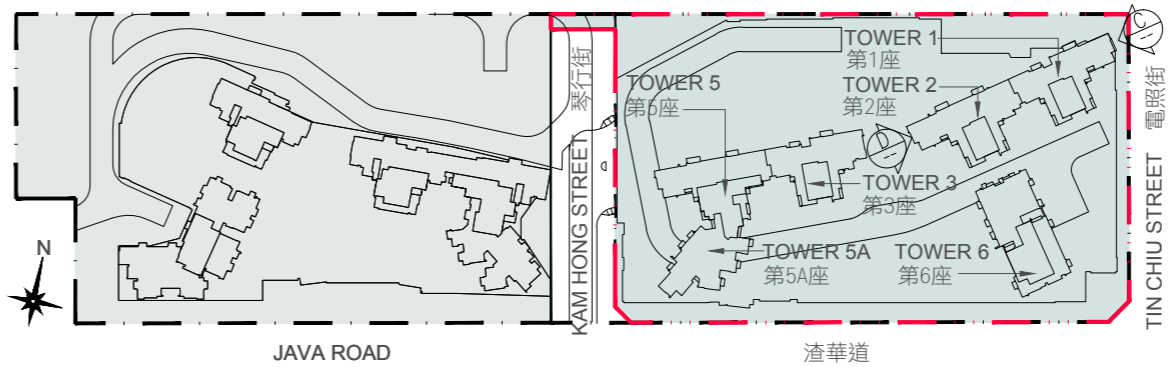 TOWER 1
第1座
TOWER 5
第5座
TOWER 2
第2座
C
D
TOWER 3
第3座
TOWER 5A
第5A座
TOWER 6
第6座
KAM HONG STREET 琴行街
TIN CHIU STREET 電照街
N
JAVA ROAD
渣華道